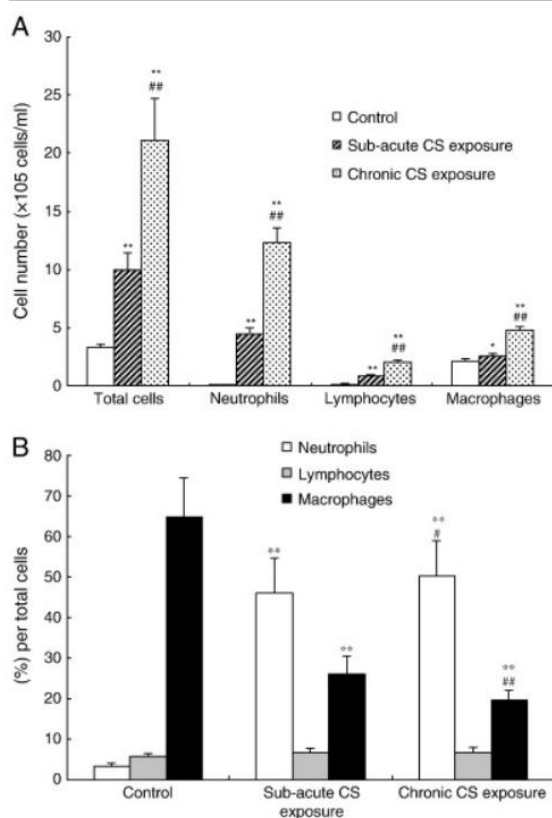 A
30
25
20
15
10
5
0
Cell number (×105 cells/ml)
Control
Sub-acute CS exposure
Chronic CS exposure
** 
**
##
**
**
##
**
**
##
*
**
##
Total cells Neutrophils Lymphocytes Macrophages
B
Neutrophils
Lymphocytes
Macrophages
80
70
60
50
40
30
20
10
0
(%) per total cells
**
**
**
#
**
##
Control Sub-acute CS Chronic CS exposure
exposure